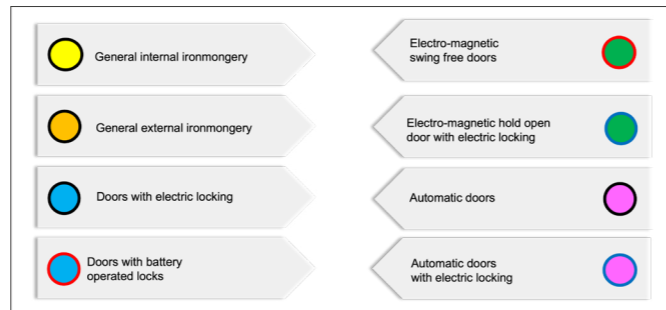 General internal ironmongery
General external ironmongery
Doors with electric locking
Doors with battery
operated locks
Electro-magnetic
swing free doors
Electro-magnetic hold open
door with electric locking
Automatic doors
Automatic doors
with electric locking